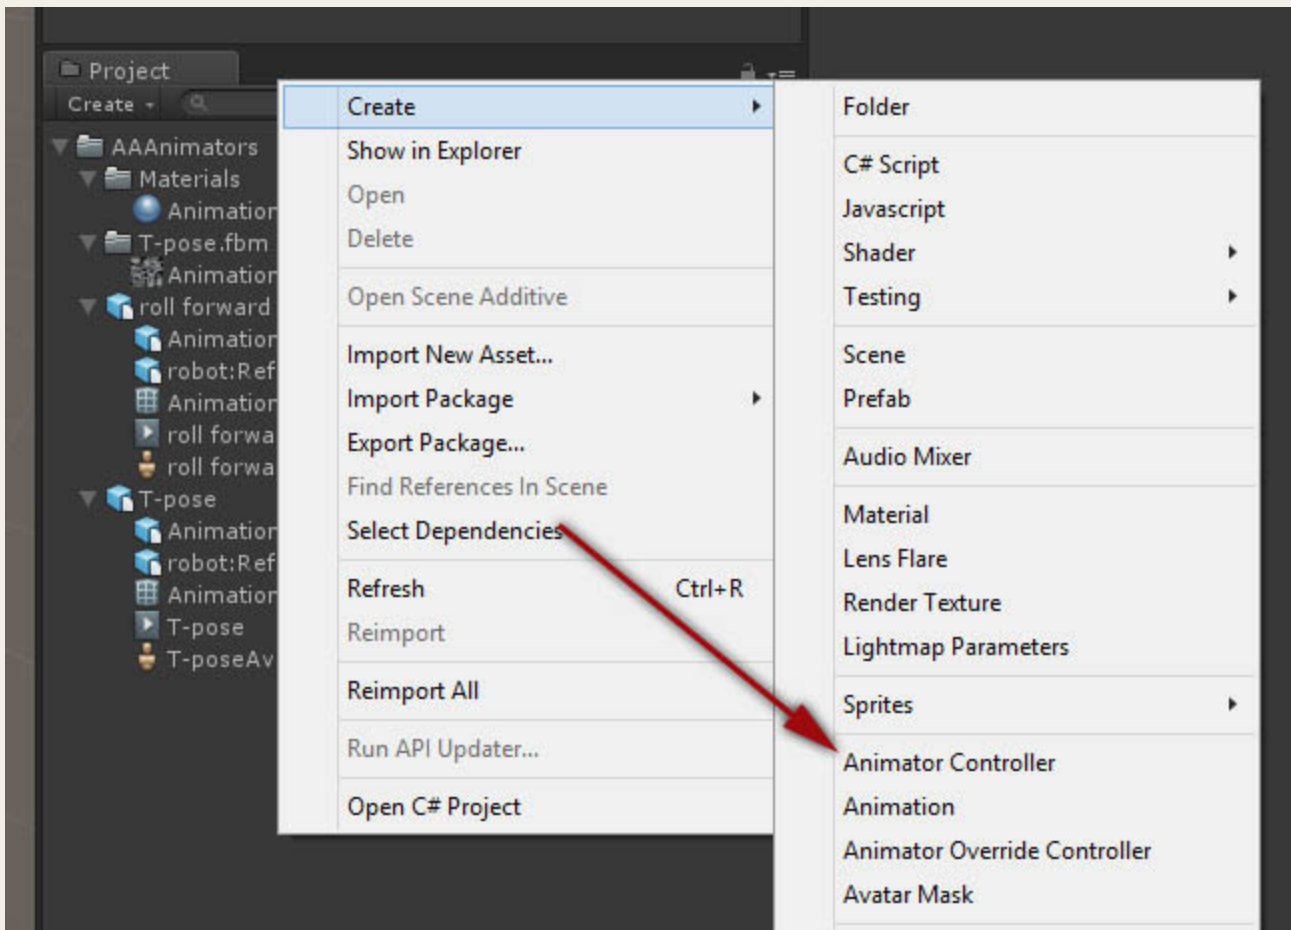 Project
Create
AAAnimators
Materials
Animation
T-pose.fbm
Animation
roll forward
Animation
robot:Ref
Animation
roll forwa
roll forwa
T-pose
Animation
robot:Ref
Animation
T-pose
T-poseAv
Create
Show in Explorer
Open
Delete
Open Scene Additive
Import New Asset...
Import Package
Export Package...
Find References In Scene
Select Dependencies
Refresh Ctrl+R
Reimport
Reimport All
Run API Updater...
Open C# Project
Folder
C# Script
Javascript
Shader
Testing
Scene
Prefab
Audio Mixer
Material
Lens Flare
Render Texture
Lightmap Parameters
Sprites
Animator Controller
Animation
Animator Override Controller
Avatar Mask